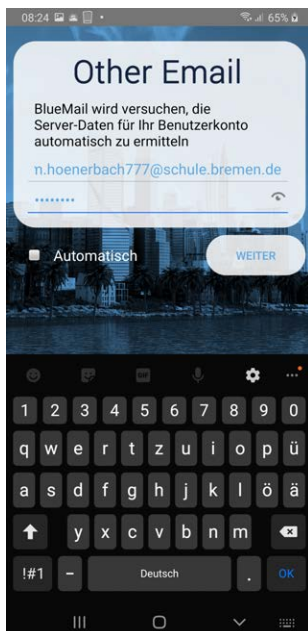 08:24 65%
Other Email
BlueMail wird versuchen, die
Server-Daten für Ihr Benutzerkonto
automatisch zu ermitteln
n.hoenerbach777@schule.bremen.de
••••••••
Automatisch WEITER
GIF
1 2 3 4 5 6 7 8 9 0
q w e r t z u i o p ü
a s d f g h j k l ö ä
y x c v b n m
!#1 - Deutsch . OK